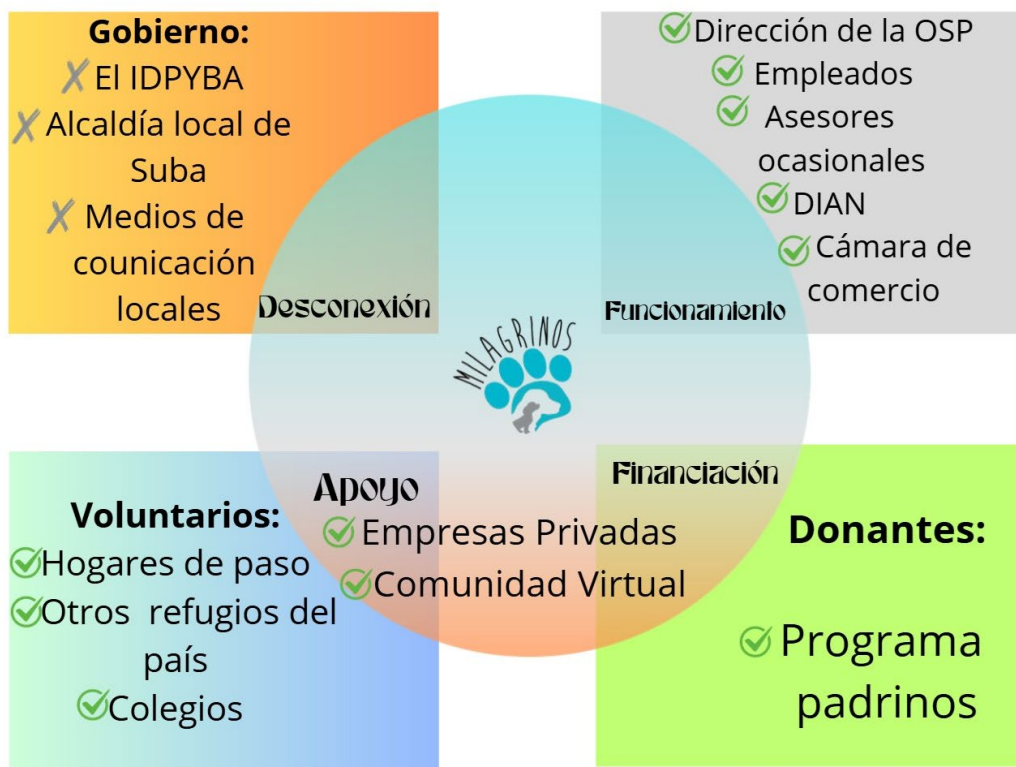 Gobierno:
El IDPYBA
Alcaldía local de
Suba
Medios de
counicación
locales
Desconexión
Dirección de la OSP
Empleados
Asesores
ocasionales
DIAN
Cámara de
comercio
Funcionamiento
MILAGRINOS
Apoyo
Voluntarios:
Hogares de paso
Otros refugios del
país
Colegios
Empresas Privadas
Comunidad Virtual
Financiación
Donantes:
Programa
padrinos